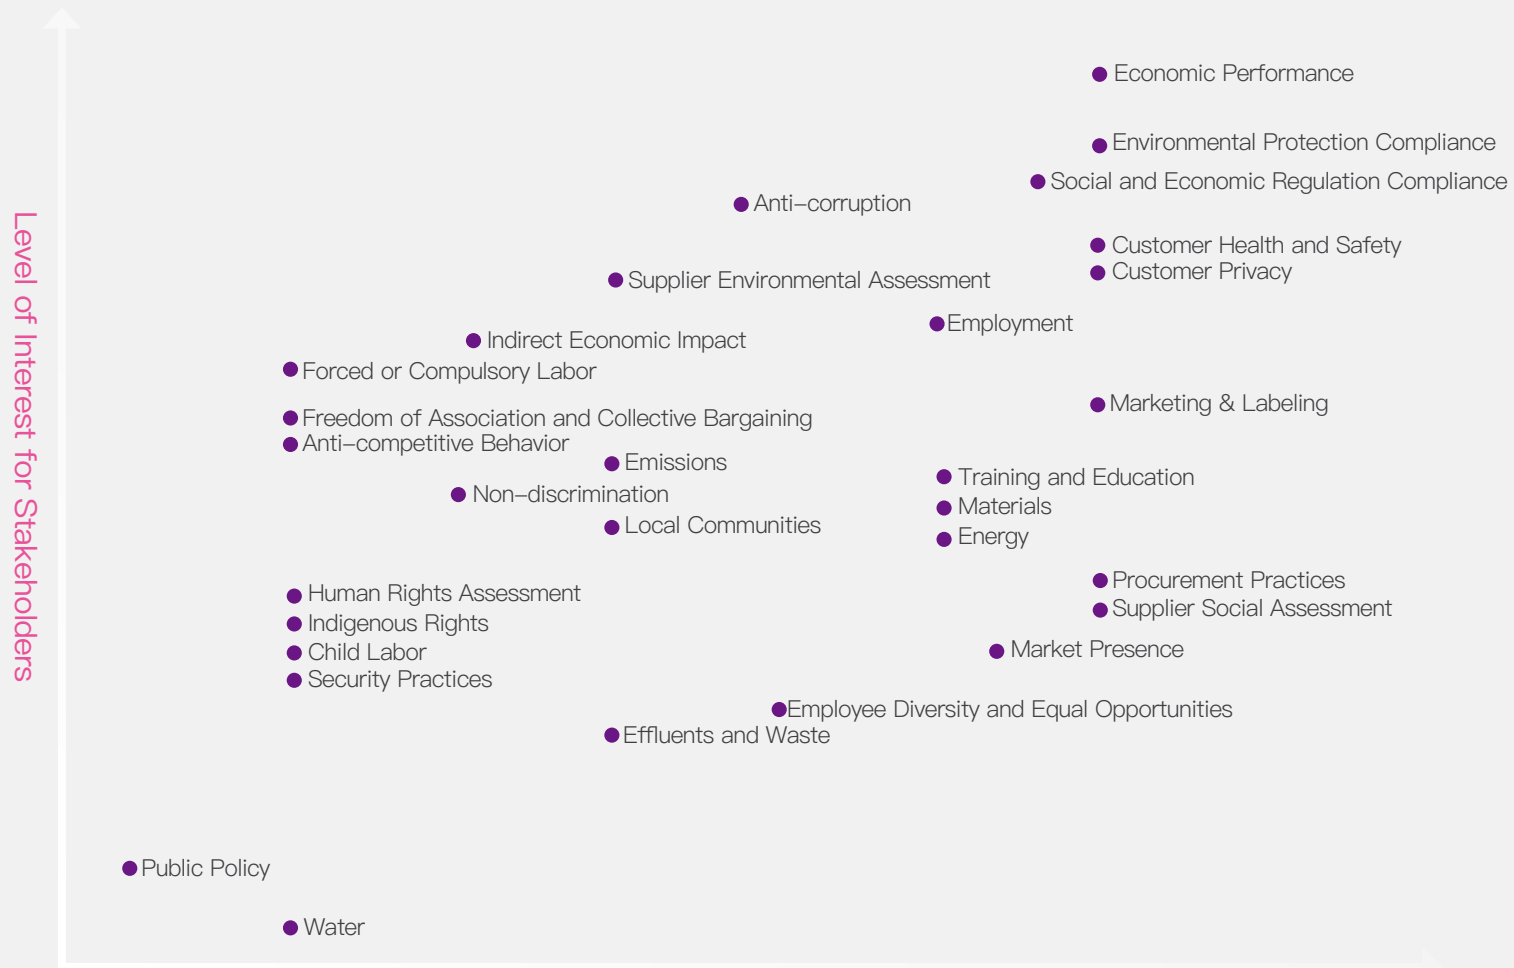 Level of Interest for Stakeholders
Economic Performance
Environmental Protection Compliance
Social and Economic Regulation Compliance
Anti-corruption
Customer Health and Safety
Customer Privacy
Supplier Environmental Assessment
Employment
Indirect Economic Impact
Forced or Compulsory Labor
Marketing & Labeling
Freedom of Association and Collective Bargaining
Anti-competitive Behavior
Emissions
Training and Education
Non-discrimination
Materials
Local Communities
Energy
Procurement Practices
Human Rights Assessment
Supplier Social Assessment
Indigenous Rights
Market Presence
Child Labor
Security Practices
Employee Diversity and Equal Opportunities
Effluents and Waste
Public Policy
Water